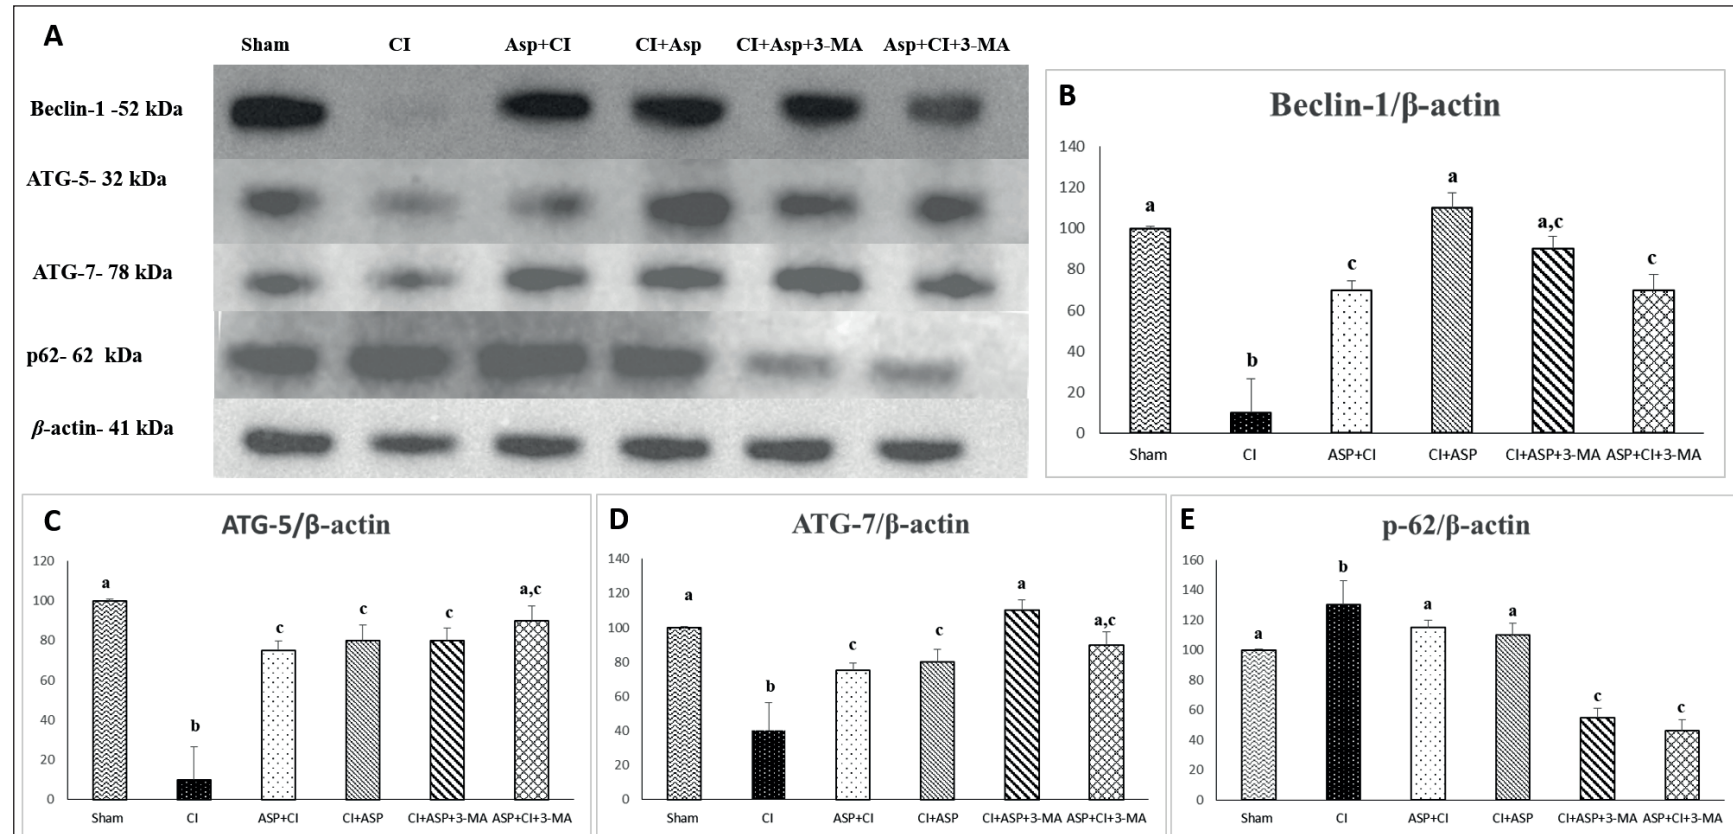 A
Sham CI Asp+CI CI+Asp CI+Asp+3-MA Asp+CI+3-MA
Beclin-1 -52 kDa
ATG-5- 32 kDa
ATG-7- 78 kDa
p62- 62 kDa
β-actin- 41 kDa
B
Beclin-1/β-actin
140
120
100
80
60
40
20
0
a
b
c
a
a,c
c
Sham CI ASP+CI CI+ASP CI+ASP+3-MA ASP+CI+3-MA
C
ATG-5/β-actin
120
100
80
60
40
20
0
a
b
c
c
c
a,c
Sham CI ASP+CI CI+ASP CI+ASP+3-MA ASP+CI+3-MA
D
ATG-7/β-actin
140
120
100
80
60
40
20
0
a
b
c
c
a
a,c
Sham CI ASP+CI CI+ASP CI+ASP+3-MA ASP+CI+3-MA
E
p-62/β-actin
160
140
120
100
80
60
40
20
0
a
b
a
a
c
c
Sham CI ASP+CI CI+ASP CI+ASP+3-MA ASP+CI+3-MA